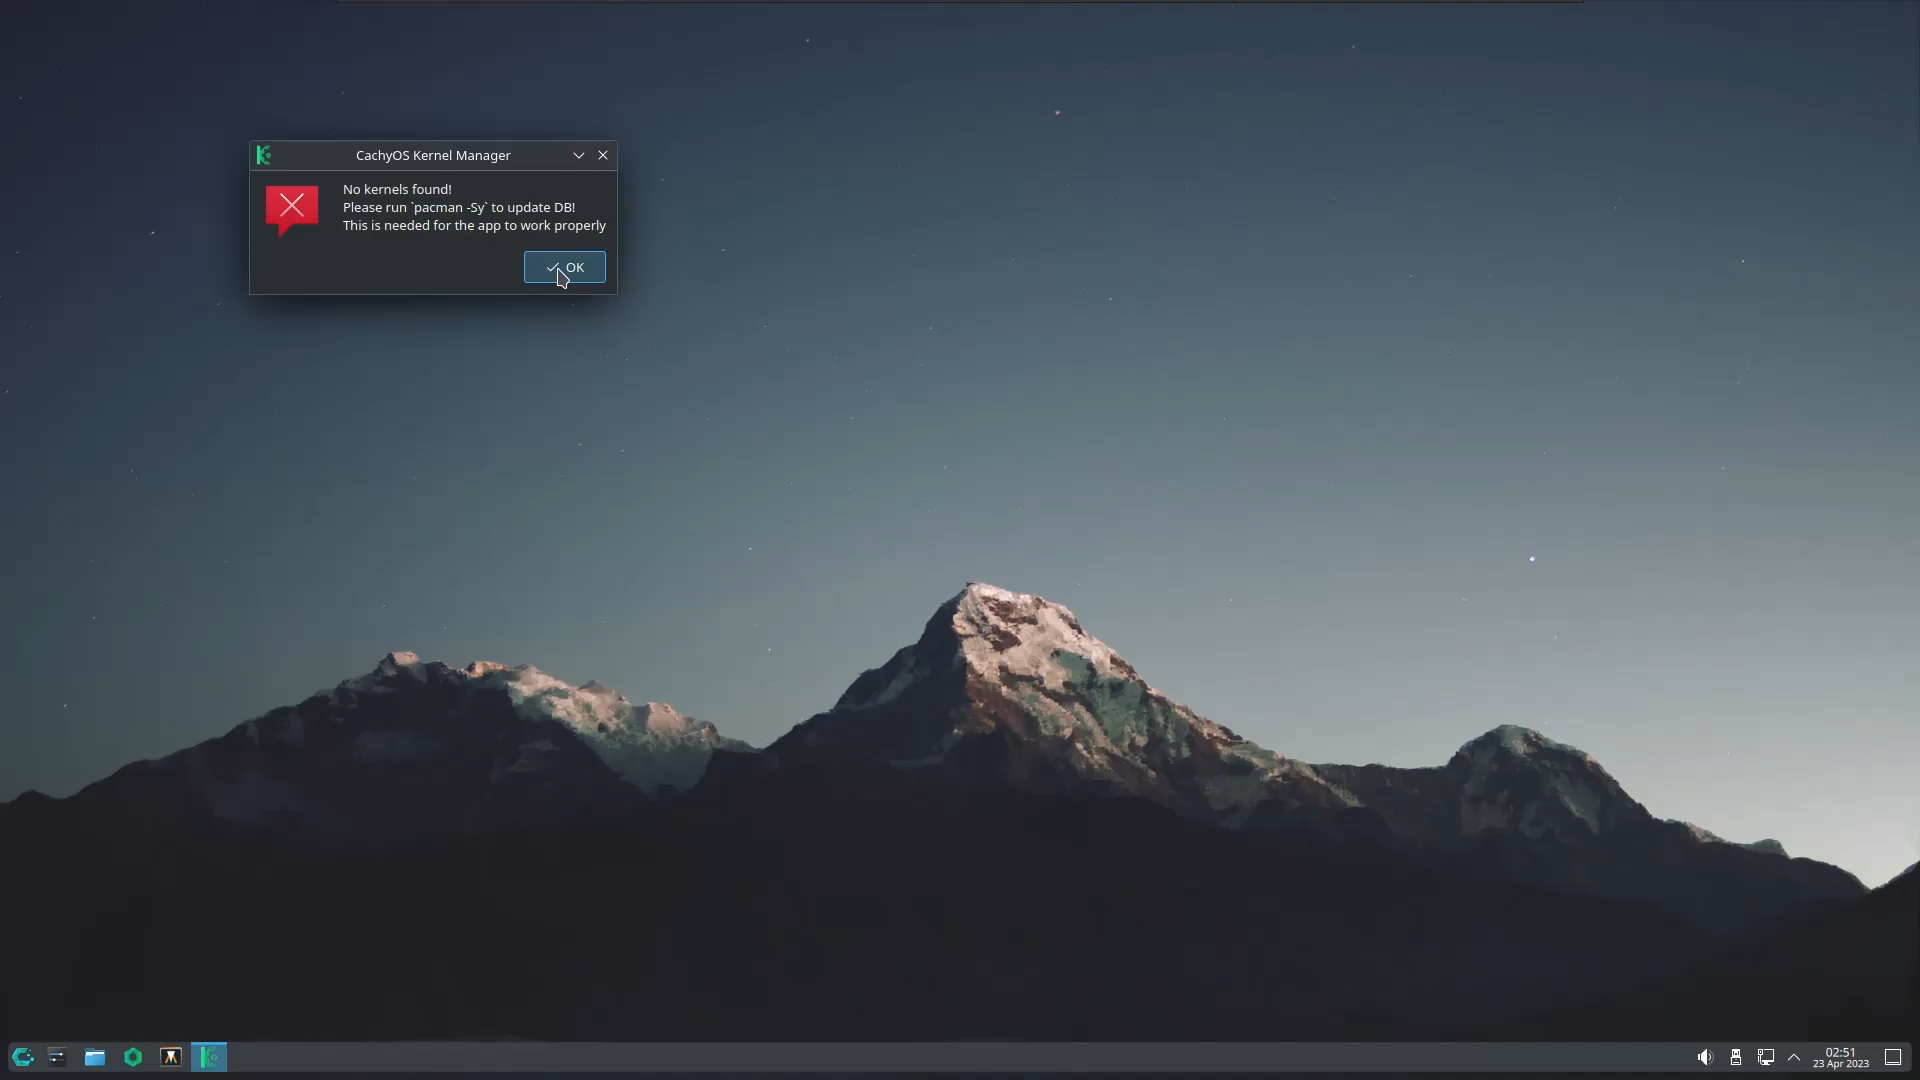 CachyOS Kernel Manager
No kernels found!
Please run `pacman -Sy` to update DB!
This is needed for the app to work properly
OK
02:51
23 Apr 2023